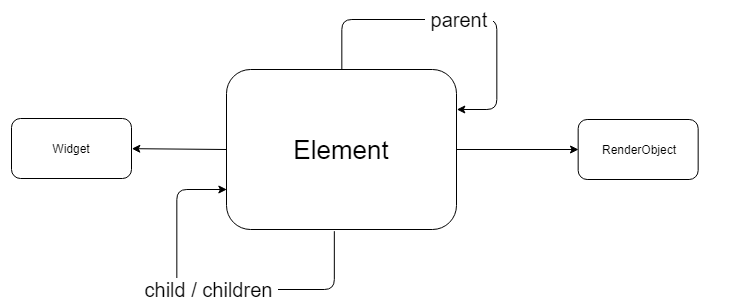 parent
Widget
Element
RenderObject
child / children